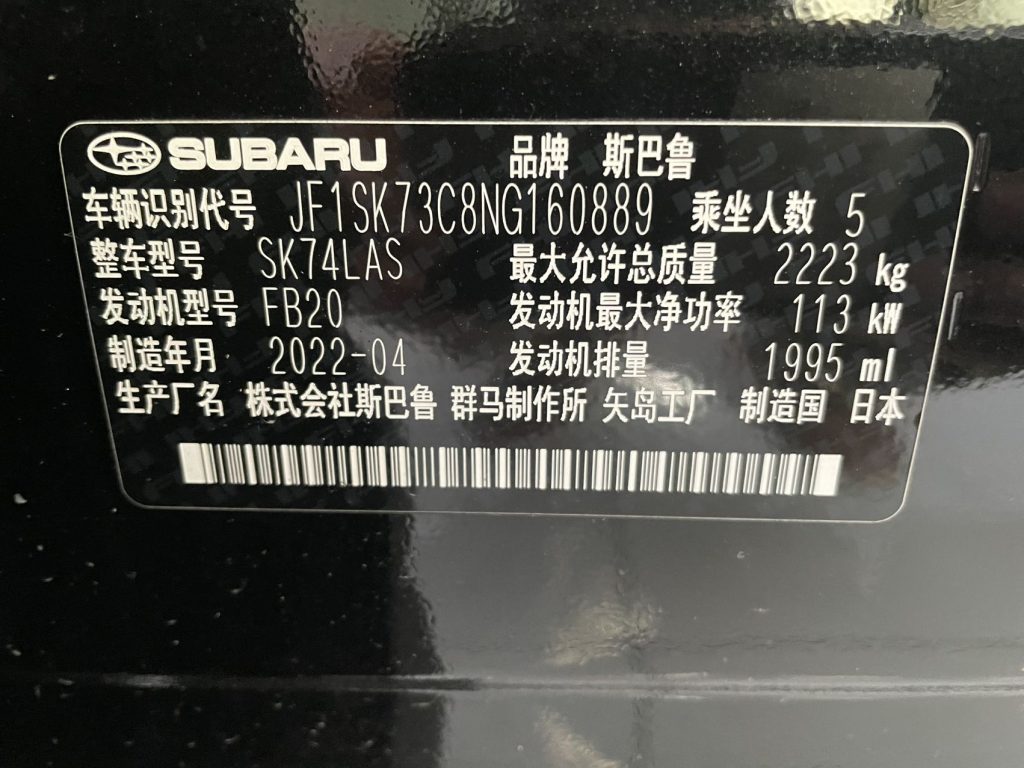 SUBARU 品牌 斯巴鲁
车辆识别代号 JF1SK73C8NG160889 乘坐人数 5
整车型号 SK74LAS 最大允许总质量 2223 kg
发动机型号 FB20 发动机最大净功率 113 kW
制造年月 2022-04 发动机排量 1995 ml
生产厂名 株式会社斯巴鲁 群马制作所 矢岛工厂 制造国 日本